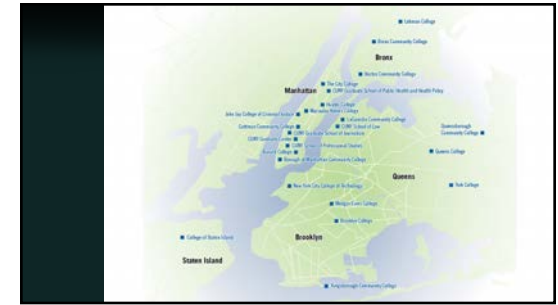 Lehman College
Bronx Community College
Bronx
Hostos Community College
The City College
Manhattan
CUNY Graduate School of Public Health and Health Policy
Hunter College
Macaulay Honors College
John Jay College of Criminal Justice
LaGuardia Community College
Guttman Community College
CUNY School of Law
Queensborough
Community College
CUNY Graduate School of Journalism
CUNY Graduate Center
CUNY School of Professional Studies
Baruch College
Queens College
Borough of Manhattan Community College
Queens
New York City College of Technology
York College
Medgar Evers College
Brooklyn College
College of Staten Island
Brooklyn
Staten Island
Kingsborough Community College